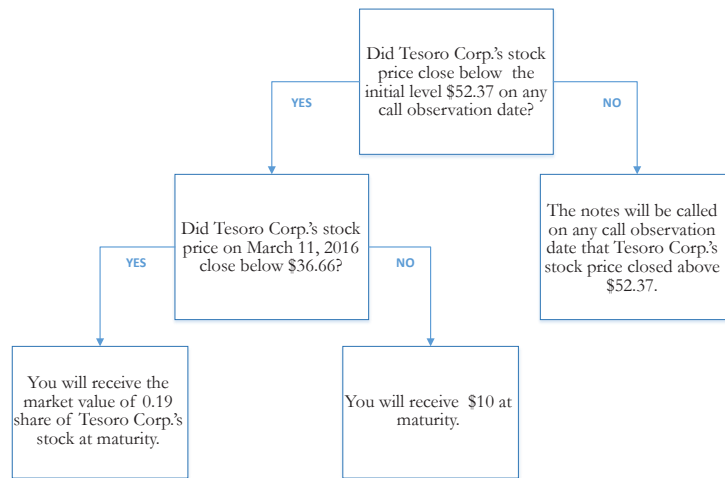 Did Tesoro Corp.'s stock
price close below the
initial level $52.37 on any
call observation date?
YES
NO
Did Tesoro Corp.'s stock
price on March 11, 2016
close below $36.66?
The notes will be called
on any call observation
date that Tesoro Corp.'s
stock price closed above
$52.37.
YES
NO
You will receive the
market value of 0.19
share of Tesoro Corp.'s
stock at maturity.
You will receive $10 at
maturity.